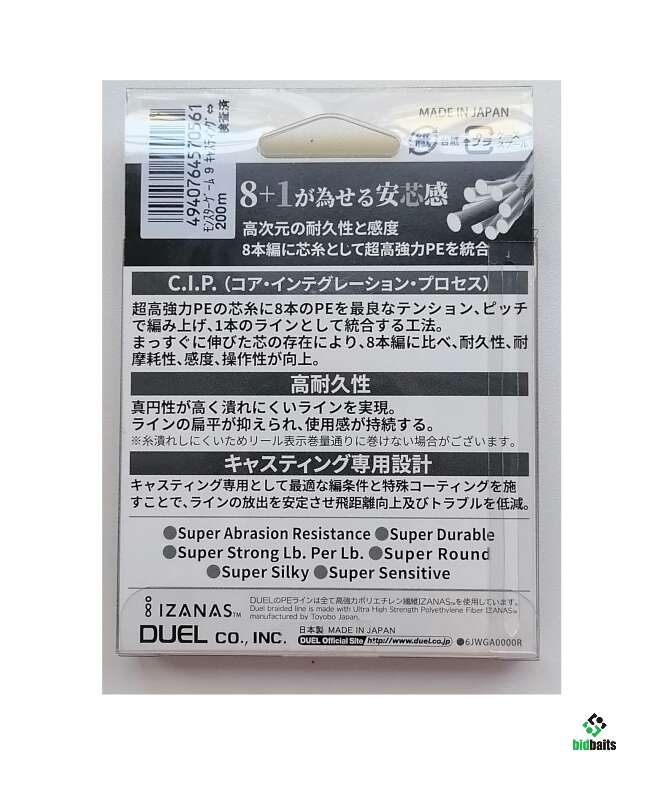 4940764570561
モンスターゲーム 9 キャスティング ⇔
200m
検査済
MADE IN JAPAN
紙 台紙 プラ
8+1が為せる安芯感
高次元の耐久性と感度
8本編に芯糸として超高強力PEを統合
C.I.P.（コア・インテグレーション・プロセス）
超高強力PEの芯糸に8本のPEを最良なテンション、ピッチ
で編み上げ、1本のラインとして統合する工法。
まっすぐに伸びた芯の存在により、8本編に比べ、耐久性、耐
摩耗性、感度、操作性が向上。
高耐久性
真円性が高く潰れにくいラインを実現。
ラインの扁平が抑えられ、使用感が持続する。
※糸潰れしにくいためリール表示巻量通りに巻けない場合がございます。
キャスティング専用設計
キャスティング専用として最適な編条件と特殊コーティングを施
すことで、ラインの放出を安定させ飛距離向上及びトラブルを低減。
●Super Abrasion Resistance ●Super Durable
●Super Strong Lb. Per Lb. ●Super Round
●Super Silky ●Super Sensitive
IZANAS™
DUELのPEラインは全て高強力ポリエチレン繊維IZANAS™を使用しています。
Duel braided line is made with Ultra High Strength Polyethylene Fiber IZANAS™
manufactured by Toyobo Japan.
DUEL CO., INC.
日本製 MADE IN JAPAN
DUEL Official Site http://www.duel.co.jp/
●6JWGA0000R
bidbaits